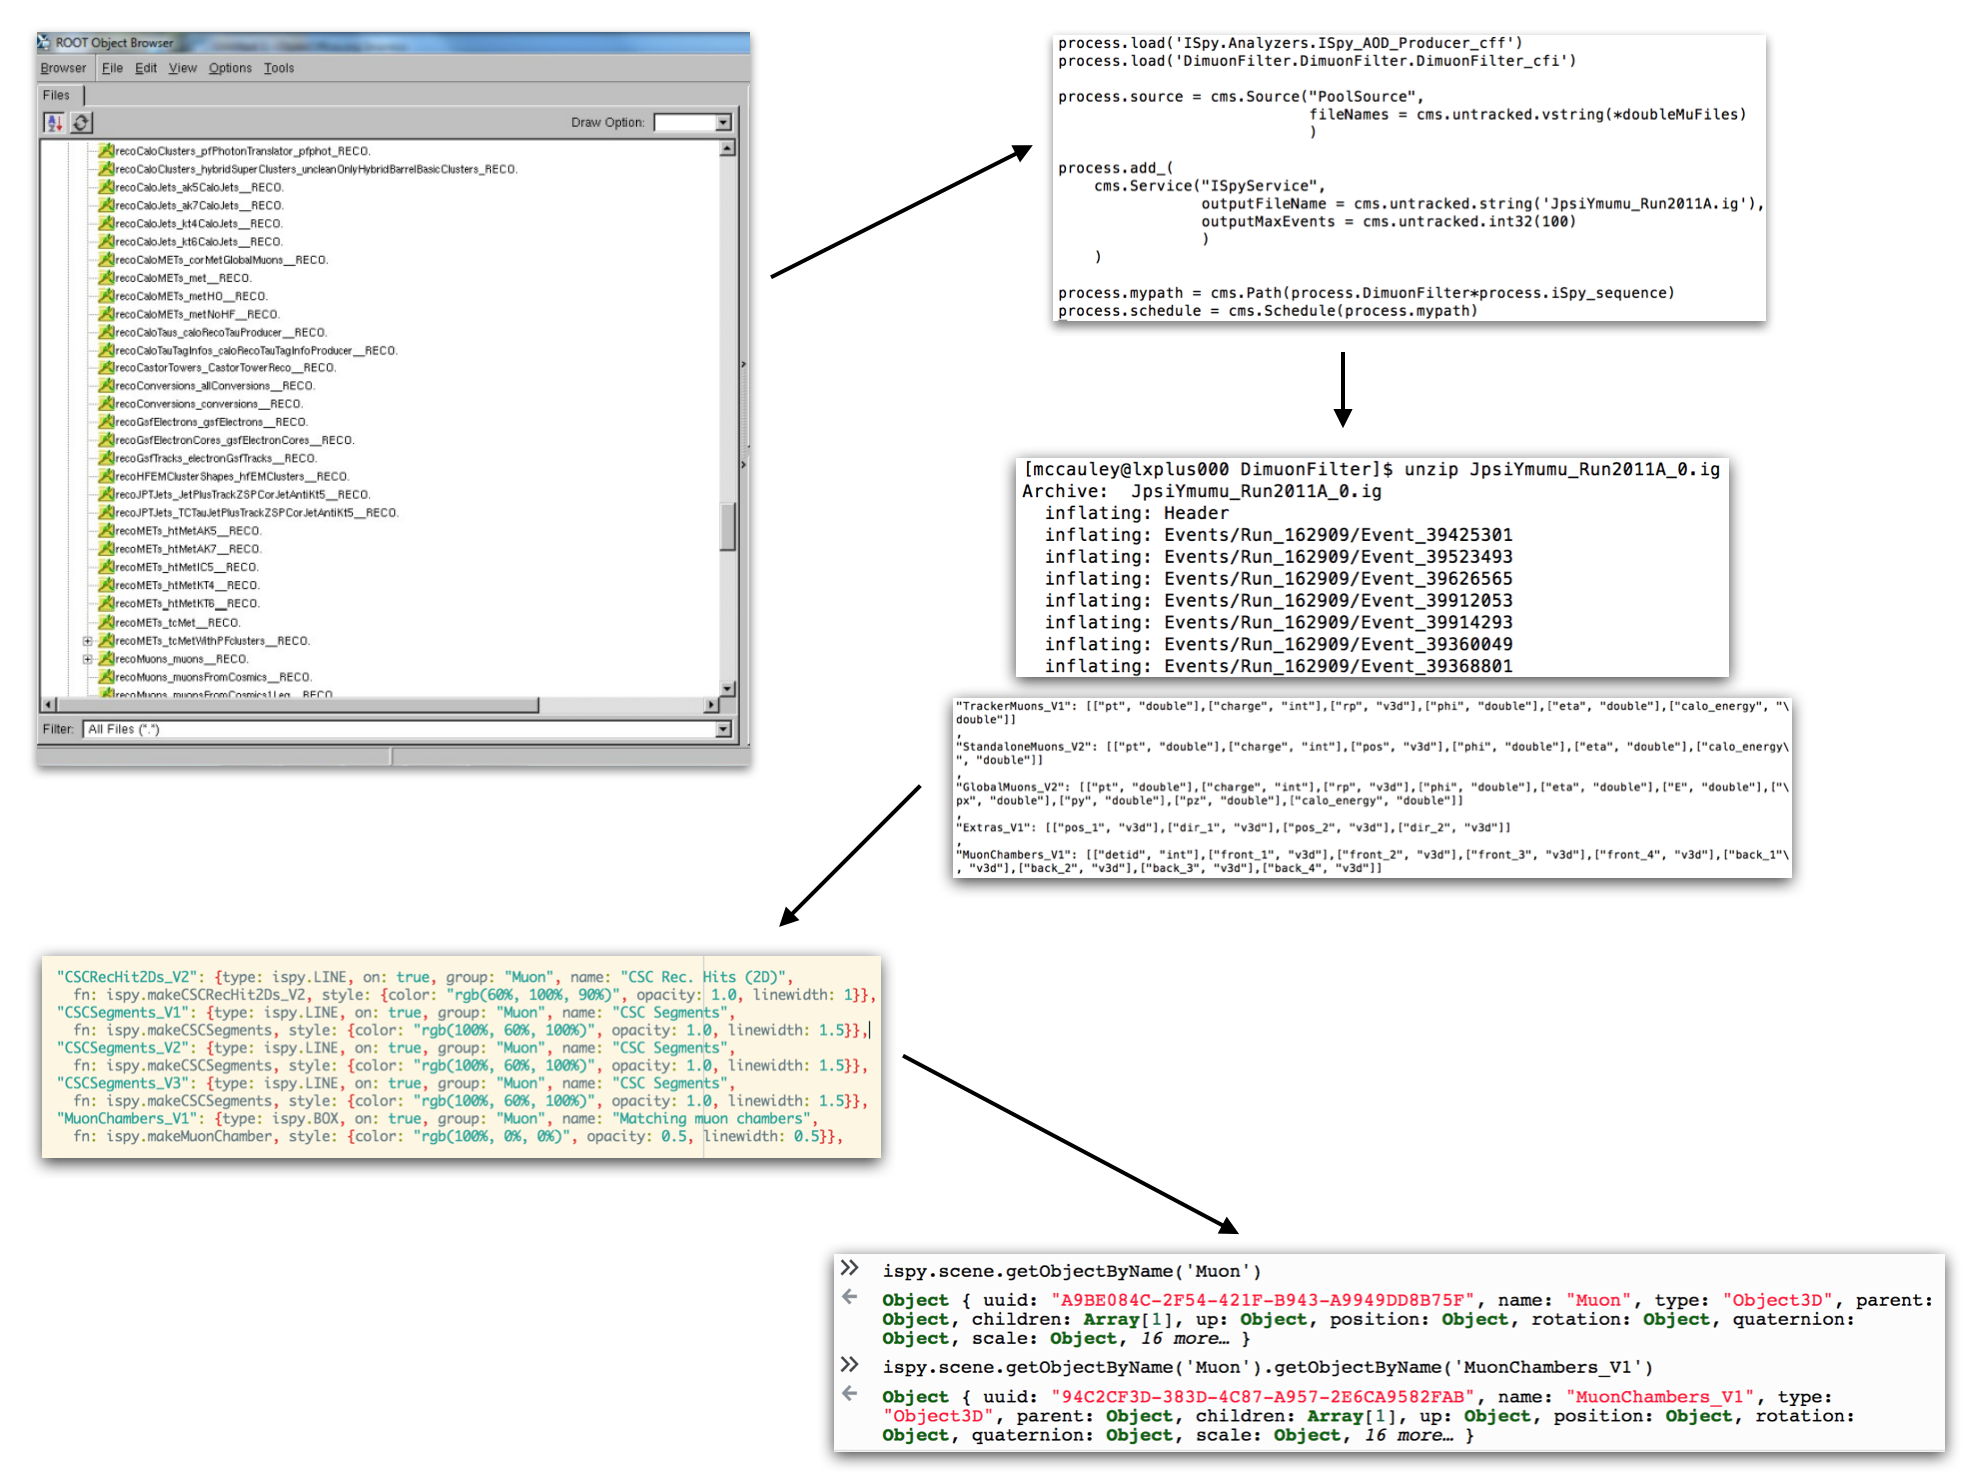 ROOT Object Browser
Browser File Edit View Options Tools
Files
Draw Option:
recoCaloClusters_pfPhotonTranslator_pfphot_RECO.
recoCaloClusters_hybridSuperClusters_uncleanOnlyHybridBarrelBasicClusters_RECO.
recoCaloJets_ak5CaloJets__RECO.
recoCaloJets_ak7CaloJets__RECO.
recoCaloJets_kt4CaloJets__RECO.
recoCaloJets_kt6CaloJets__RECO.
recoCaloMETs_corMetGlobalMuons__RECO.
recoCaloMETs_met__RECO.
recoCaloMETs_metHO__RECO.
recoCaloMETs_metNoHF__RECO.
recoCaloTaus_caloRecoTauProducer__RECO.
recoCaloTauTagInfos_caloRecoTauTagInfoProducer__RECO.
recoCastorTowers_CastorTowerReco__RECO.
recoConversions_allConversions__RECO.
recoConversions_conversions__RECO.
recoGsfElectrons_gsfElectrons__RECO.
recoGsfElectronCores_gsfElectronCores__RECO.
recoGsfTracks_electronGsfTracks__RECO.
recoHFEMClusterShapes_hfEMClusters__RECO.
recoJPTJets_JetPlusTrackZSPCorJetAntiKt5__RECO.
recoJPTJets_TCTauJetPlusTrackZSPCorJetAntiKt5__RECO.
recoMETs_htMetAK5__RECO.
recoMETs_htMetAK7__RECO.
recoMETs_htMetIC5__RECO.
recoMETs_htMetKT4__RECO.
recoMETs_htMetKT6__RECO.
recoMETs_tcMet__RECO.
recoMETs_tcMetWithPFclusters__RECO.
recoMuons_muons__RECO.
recoMuons_muonsFromCosmics__RECO.
recoMuons_muonsFromCosmics1Leg__RECO
Filter: All Files (*.*)
process.load('ISpy.Analyzers.ISpy_AOD_Producer_cff')
process.load('DimuonFilter.DimuonFilter.DimuonFilter_cfi')
process.source = cms.Source("PoolSource",
fileNames = cms.untracked.vstring(*doubleMuFiles)
)
process.add_(
cms.Service("ISpyService",
outputFileName = cms.untracked.string('JpsiYmumu_Run2011A.ig'),
outputMaxEvents = cms.untracked.int32(100)
)
)
process.mypath = cms.Path(process.DimuonFilter*process.iSpy_sequence)
process.schedule = cms.Schedule(process.mypath)
[mccauley@lxplus000 DimuonFilter]$ unzip JpsiYmumu_Run2011A_0.ig
Archive:  JpsiYmumu_Run2011A_0.ig
inflating: Header
inflating: Events/Run_162909/Event_39425301
inflating: Events/Run_162909/Event_39523493
inflating: Events/Run_162909/Event_39626565
inflating: Events/Run_162909/Event_39912053
inflating: Events/Run_162909/Event_39914293
inflating: Events/Run_162909/Event_39360049
inflating: Events/Run_162909/Event_39368801
"TrackerMuons_V1": [["pt", "double"],["charge", "int"],["rp", "v3d"],["phi", "double"],["eta", "double"],["calo_energy", "\
double"]]
,
"StandaloneMuons_V2": [["pt", "double"],["charge", "int"],["pos", "v3d"],["phi", "double"],["eta", "double"],["calo_energy\
", "double"]]
,
"GlobalMuons_V2": [["pt", "double"],["charge", "int"],["rp", "v3d"],["phi", "double"],["eta", "double"],["E", "double"],["\
px", "double"],["py", "double"],["pz", "double"],["calo_energy", "double"]]
,
"Extras_V1": [["pos_1", "v3d"],["dir_1", "v3d"],["pos_2", "v3d"],["dir_2", "v3d"]]
,
"MuonChambers_V1": [["detid", "int"],["front_1", "v3d"],["front_2", "v3d"],["front_3", "v3d"],["front_4", "v3d"],["back_1"\
, "v3d"],["back_2", "v3d"],["back_3", "v3d"],["back_4", "v3d"]]
"CSCRecHit2Ds_V2": {type: ispy.LINE, on: true, group: "Muon", name: "CSC Rec. Hits (2D)",
fn: ispy.makeCSCRecHit2Ds_V2, style: {color: "rgb(60%, 100%, 90%)", opacity: 1.0, linewidth: 1}},
"CSCSegments_V1": {type: ispy.LINE, on: true, group: "Muon", name: "CSC Segments",
fn: ispy.makeCSCSegments, style: {color: "rgb(100%, 60%, 100%)", opacity: 1.0, linewidth: 1.5}},
"CSCSegments_V2": {type: ispy.LINE, on: true, group: "Muon", name: "CSC Segments",
fn: ispy.makeCSCSegments, style: {color: "rgb(100%, 60%, 100%)", opacity: 1.0, linewidth: 1.5}},
"CSCSegments_V3": {type: ispy.LINE, on: true, group: "Muon", name: "CSC Segments",
fn: ispy.makeCSCSegments, style: {color: "rgb(100%, 60%, 100%)", opacity: 1.0, linewidth: 1.5}},
"MuonChambers_V1": {type: ispy.BOX, on: true, group: "Muon", name: "Matching muon chambers",
fn: ispy.makeMuonChamber, style: {color: "rgb(100%, 0%, 0%)", opacity: 0.5, linewidth: 0.5}},
ispy.scene.getObjectByName('Muon')
Object { uuid: "A9BE084C-2F54-421F-B943-A9949DD8B75F", name: "Muon", type: "Object3D", parent:
Object, children: Array[1], up: Object, position: Object, rotation: Object, quaternion:
Object, scale: Object, 16 more… }
ispy.scene.getObjectByName('Muon').getObjectByName('MuonChambers_V1')
Object { uuid: "94C2CF3D-383D-4C87-A957-2E6CA9582FAB", name: "MuonChambers_V1", type:
"Object3D", parent: Object, children: Array[1], up: Object, position: Object, rotation:
Object, quaternion: Object, scale: Object, 16 more… }